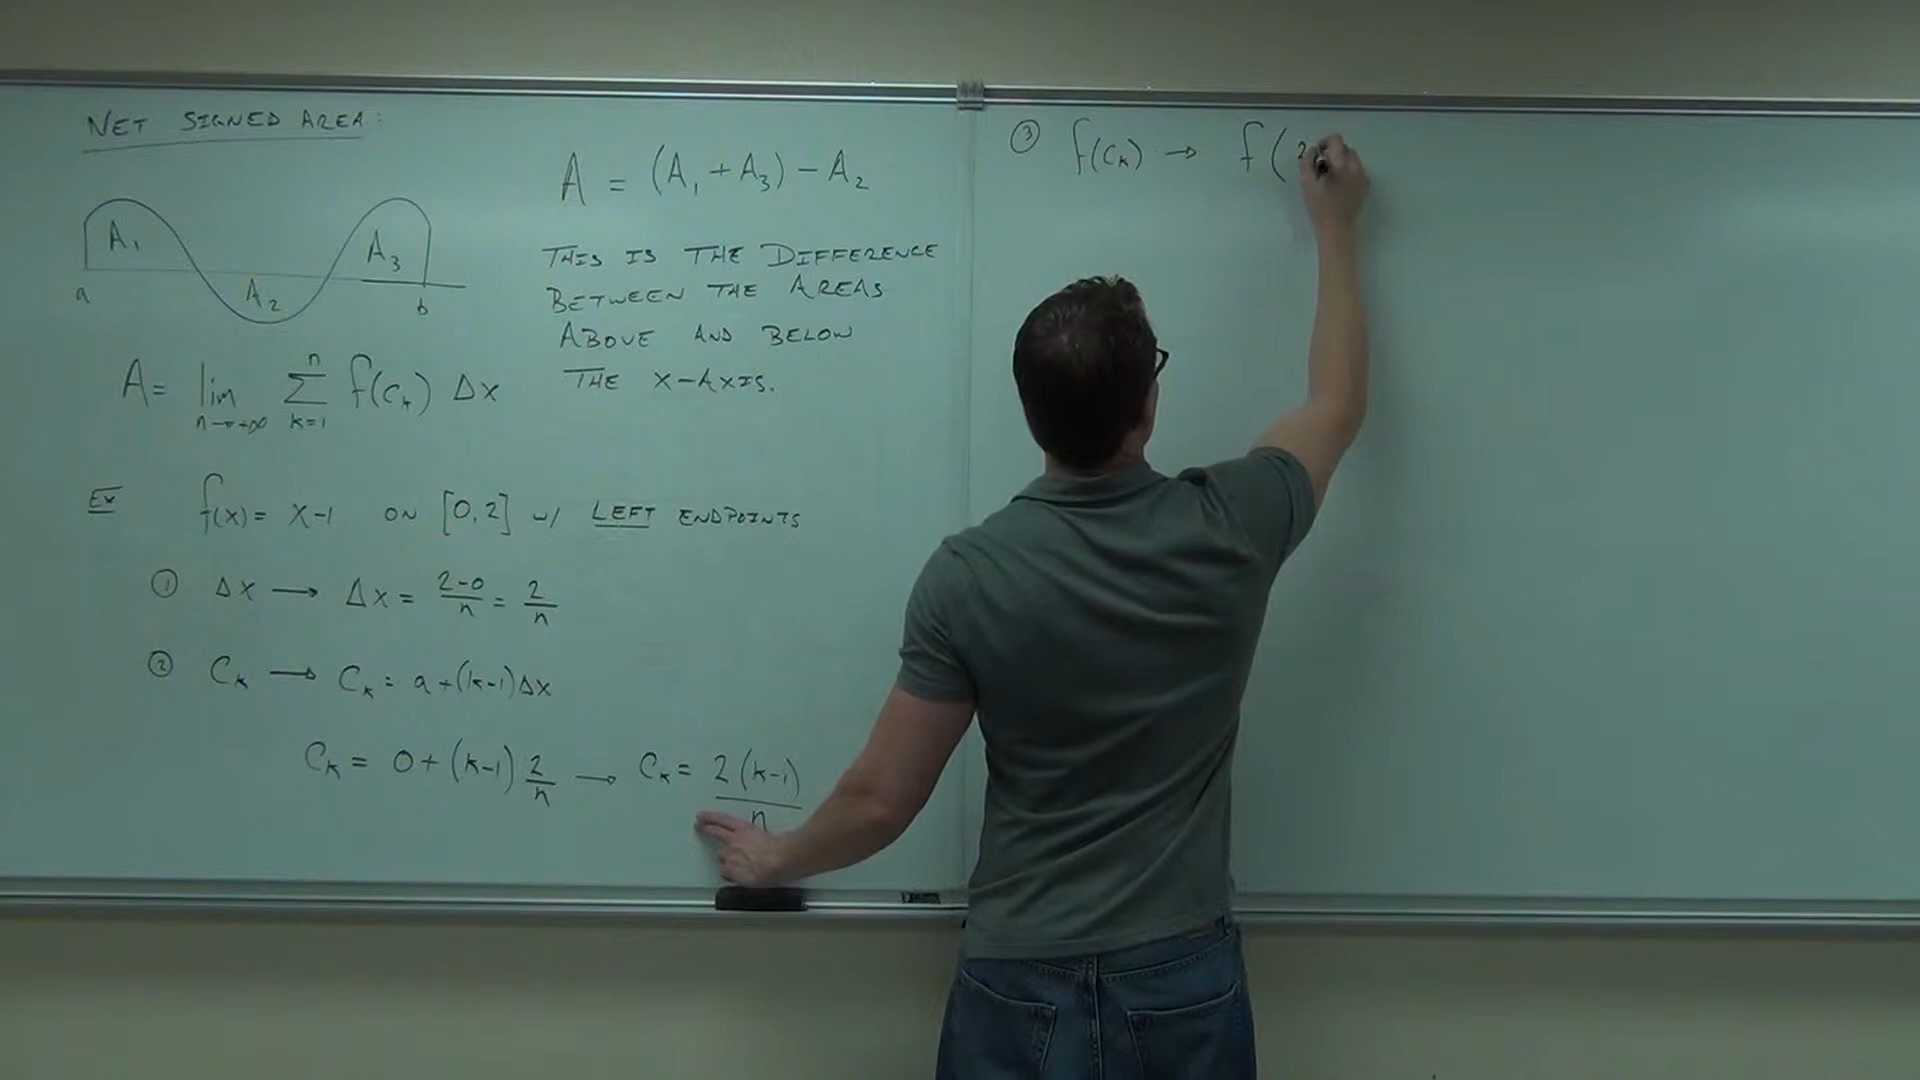 NET SIGNED AREA:
A₁
A₂
A₃
a
b
A = (A₁ + A₃) - A₂
THIS IS THE DIFFERENCE
BETWEEN THE AREAS
ABOVE AND BELOW
THE X-AXIS.
A = lim n→+∞ Σ k=1 n f(cₖ) Δx
EX f(x) = x-1 ON [0,2] w/ LEFT ENDPOINTS
① Δx → Δx = 2-0/n = 2/n
② Cₖ → Cₖ = a+(k-1)Δx
Cₖ = 0+(k-1) 2/n → Cₖ = 2(k-1)/n
③ f(cₖ) → f(2